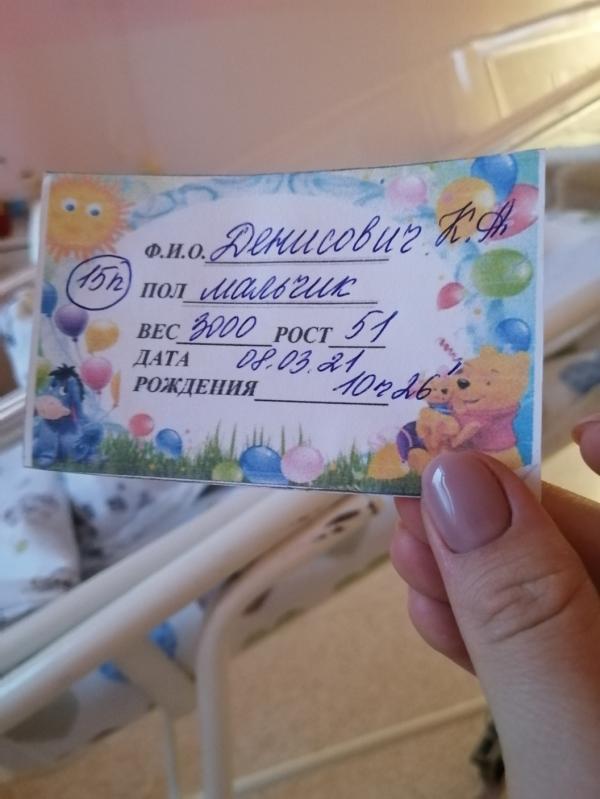 Ф.И.О. Денисович К.А
15п
ПОЛ мальчик
ВЕС 3000 РОСТ 51
ДАТА 08.03.21
РОЖДЕНИЯ 10ч26'